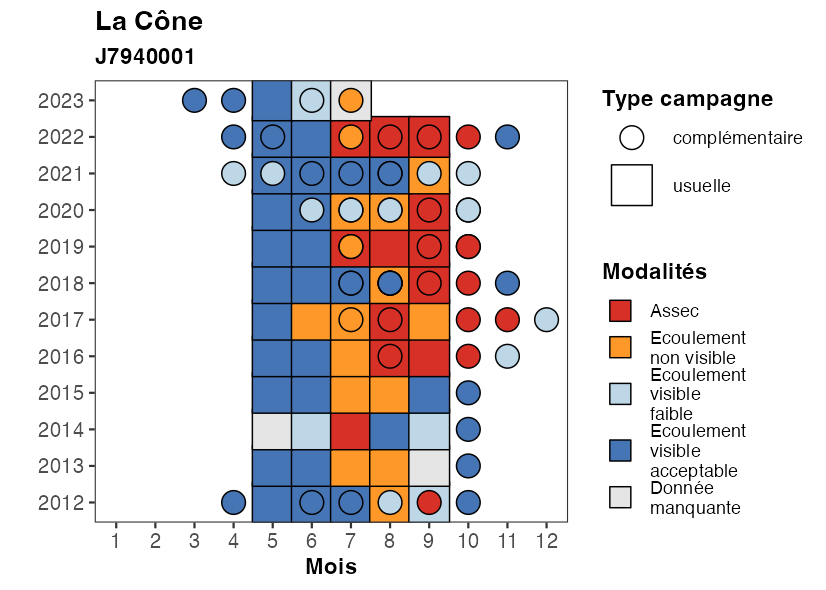 La Cône
J7940001
2023
2022
2021
2020
2019
2018
2017
2016
2015
2014
2013
2012
1 2 3 4 5 6 7 8 9 10 11 12
Mois
Type campagne
complémentaire
usuelle
Modalités
Assec
Ecoulement
non visible
Ecoulement
visible
faible
Ecoulement
visible
acceptable
Donnée
manquante